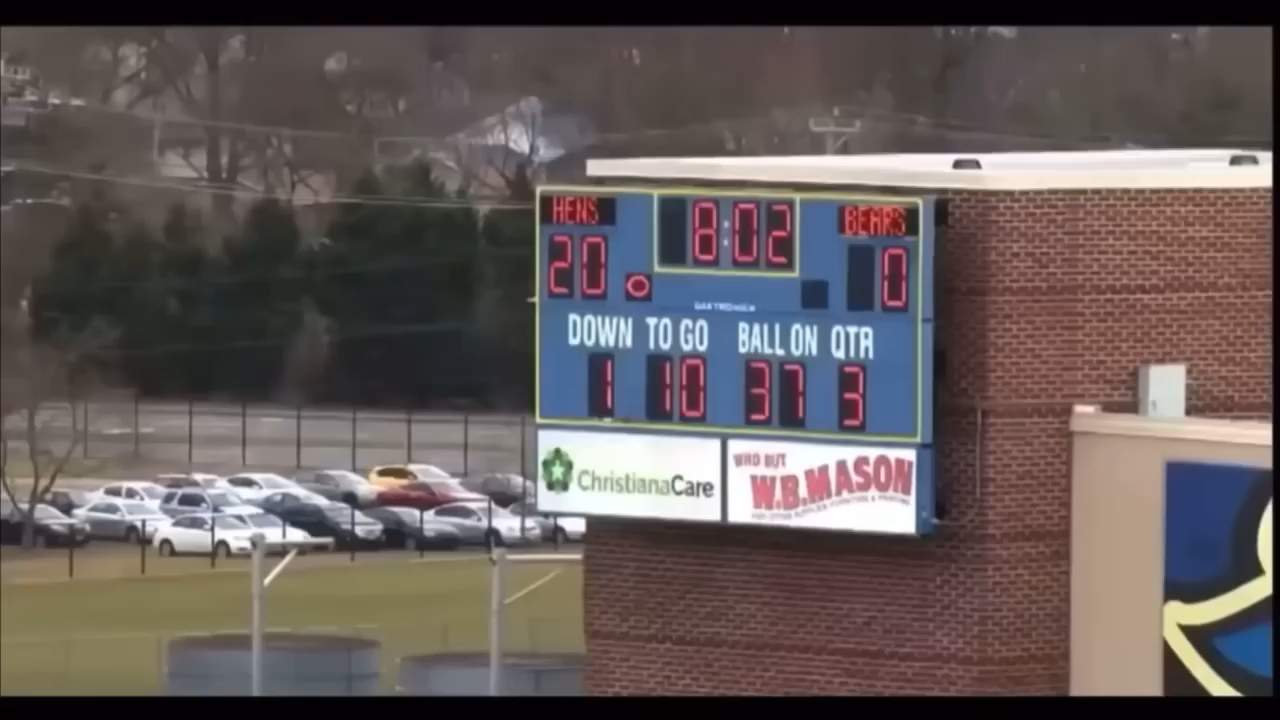 HENS 8:02 BEARS
20 0
DAKTRONICS
DOWN TO GO BALL ON QTR
1 10 37 3
ChristianaCare
WHO BUT
W.B.MASON